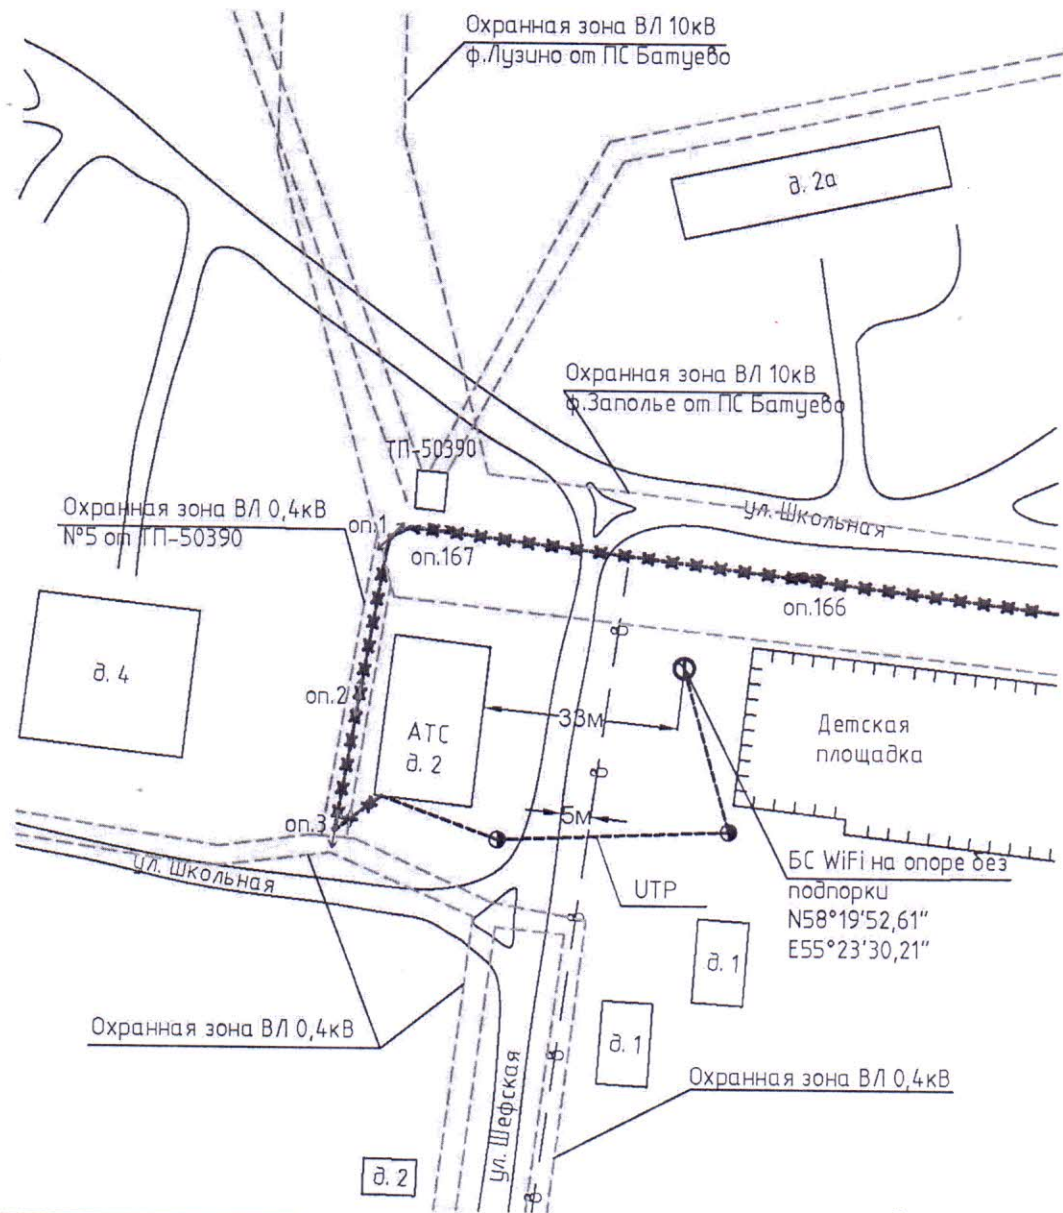 Охранная зона ВЛ 10кВ
ф.Лузино от ПС Батуево
д. 2а
Охранная зона ВЛ 10кВ
ф.Заполье от ПС Батуево
ТП-50390
Охранная зона ВЛ 0,4кВ
№5 от ТП-50390
оп.1
оп.167
ул. Школьная
оп.166
д. 4
оп.2
АТС
д. 2
33м
Детская
площадка
в
в
5м
оп.3
ул. Школьная
БС WiFi на опоре без
подпорки
N58°19'52,61"
E55°23'30,21"
UTP
в
д. 1
Охранная зона ВЛ 0,4кВ
д. 1
в
Охранная зона ВЛ 0,4кВ
ул. Шефская
д. 2
в